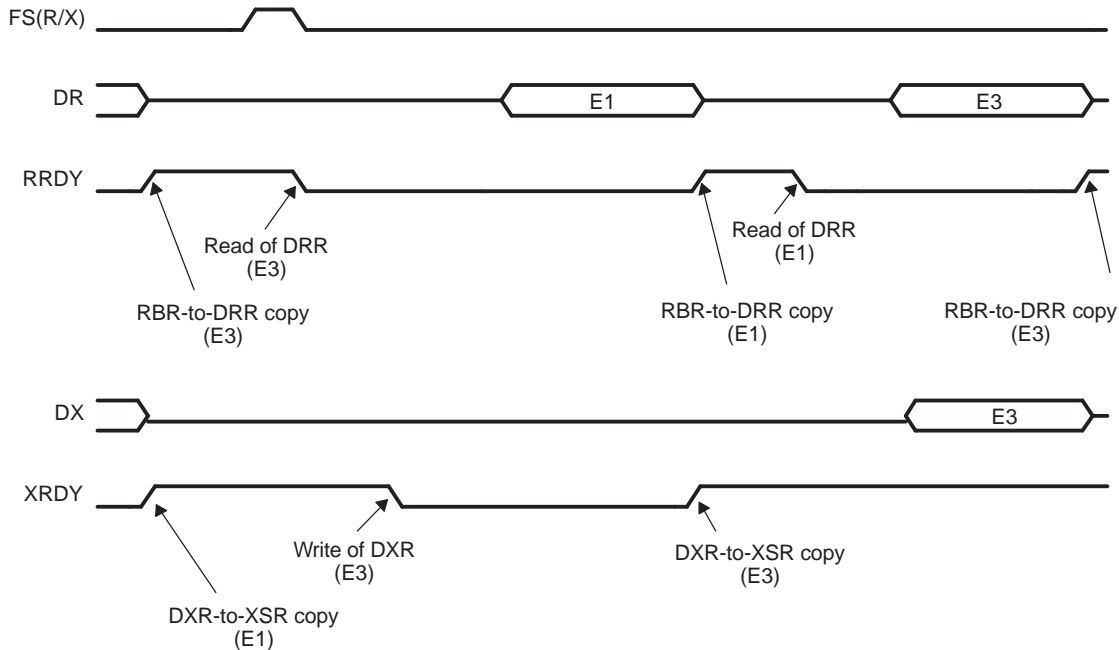 FS(R/X)
DR
E1
E3
RRDY
Read of DRR
(E3)
Read of DRR
(E1)
RBR-to-DRR copy
(E3)
RBR-to-DRR copy
(E1)
RBR-to-DRR copy
(E3)
DX
E3
XRDY
Write of DXR
(E3)
DXR-to-XSR copy
(E3)
DXR-to-XSR copy
(E1)